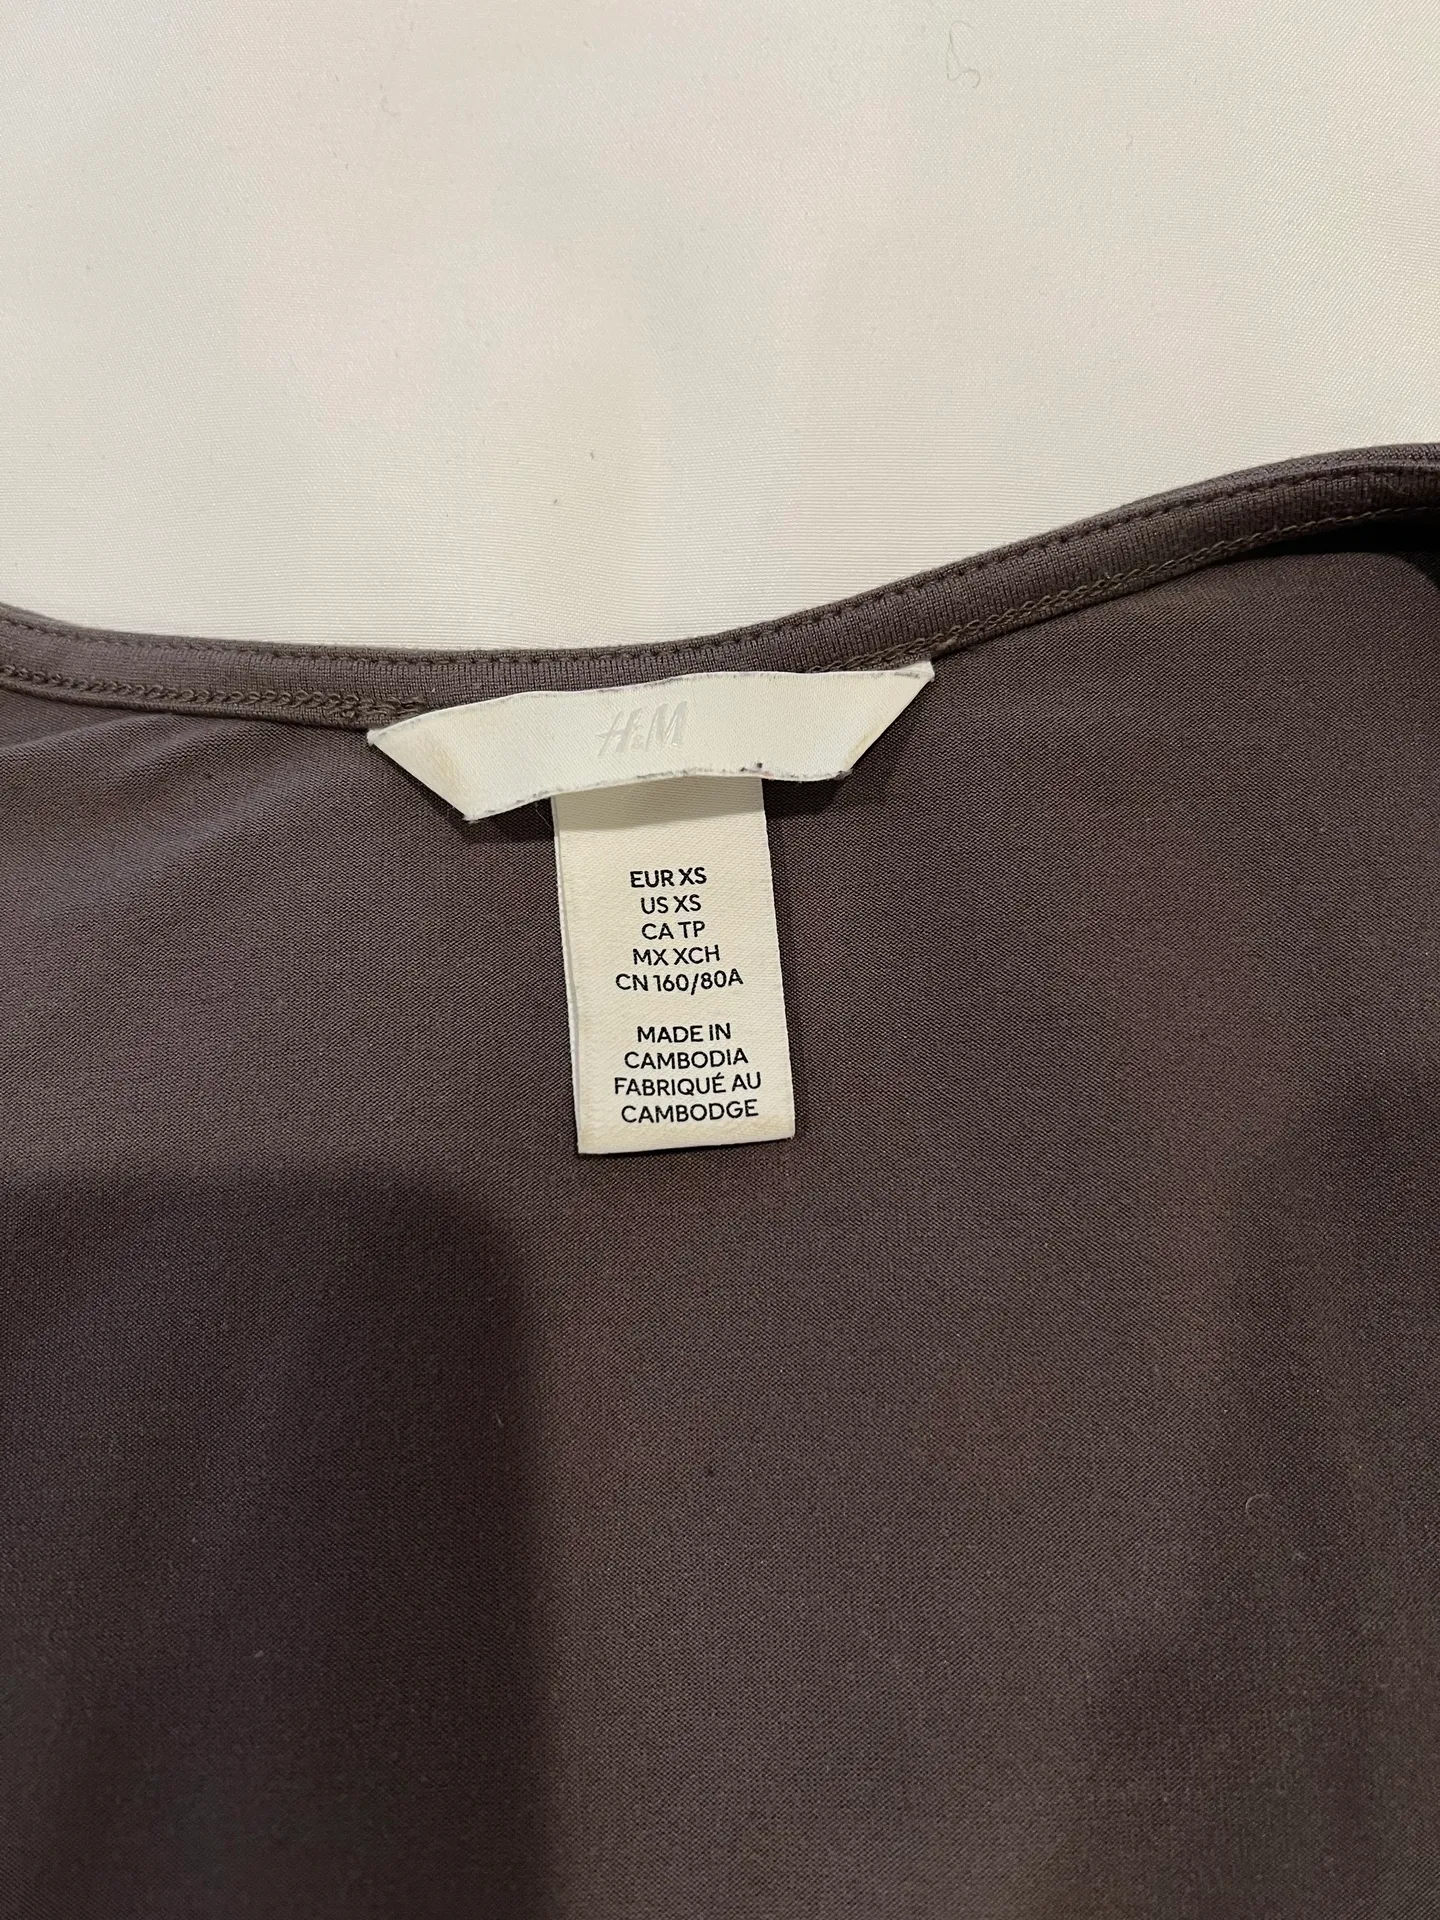 H&M
EUR XS
US XS
CA TP
MX XCH
CN 160/80A
MADE IN
CAMBODIA
FABRIQUÉ AU
CAMBODGE